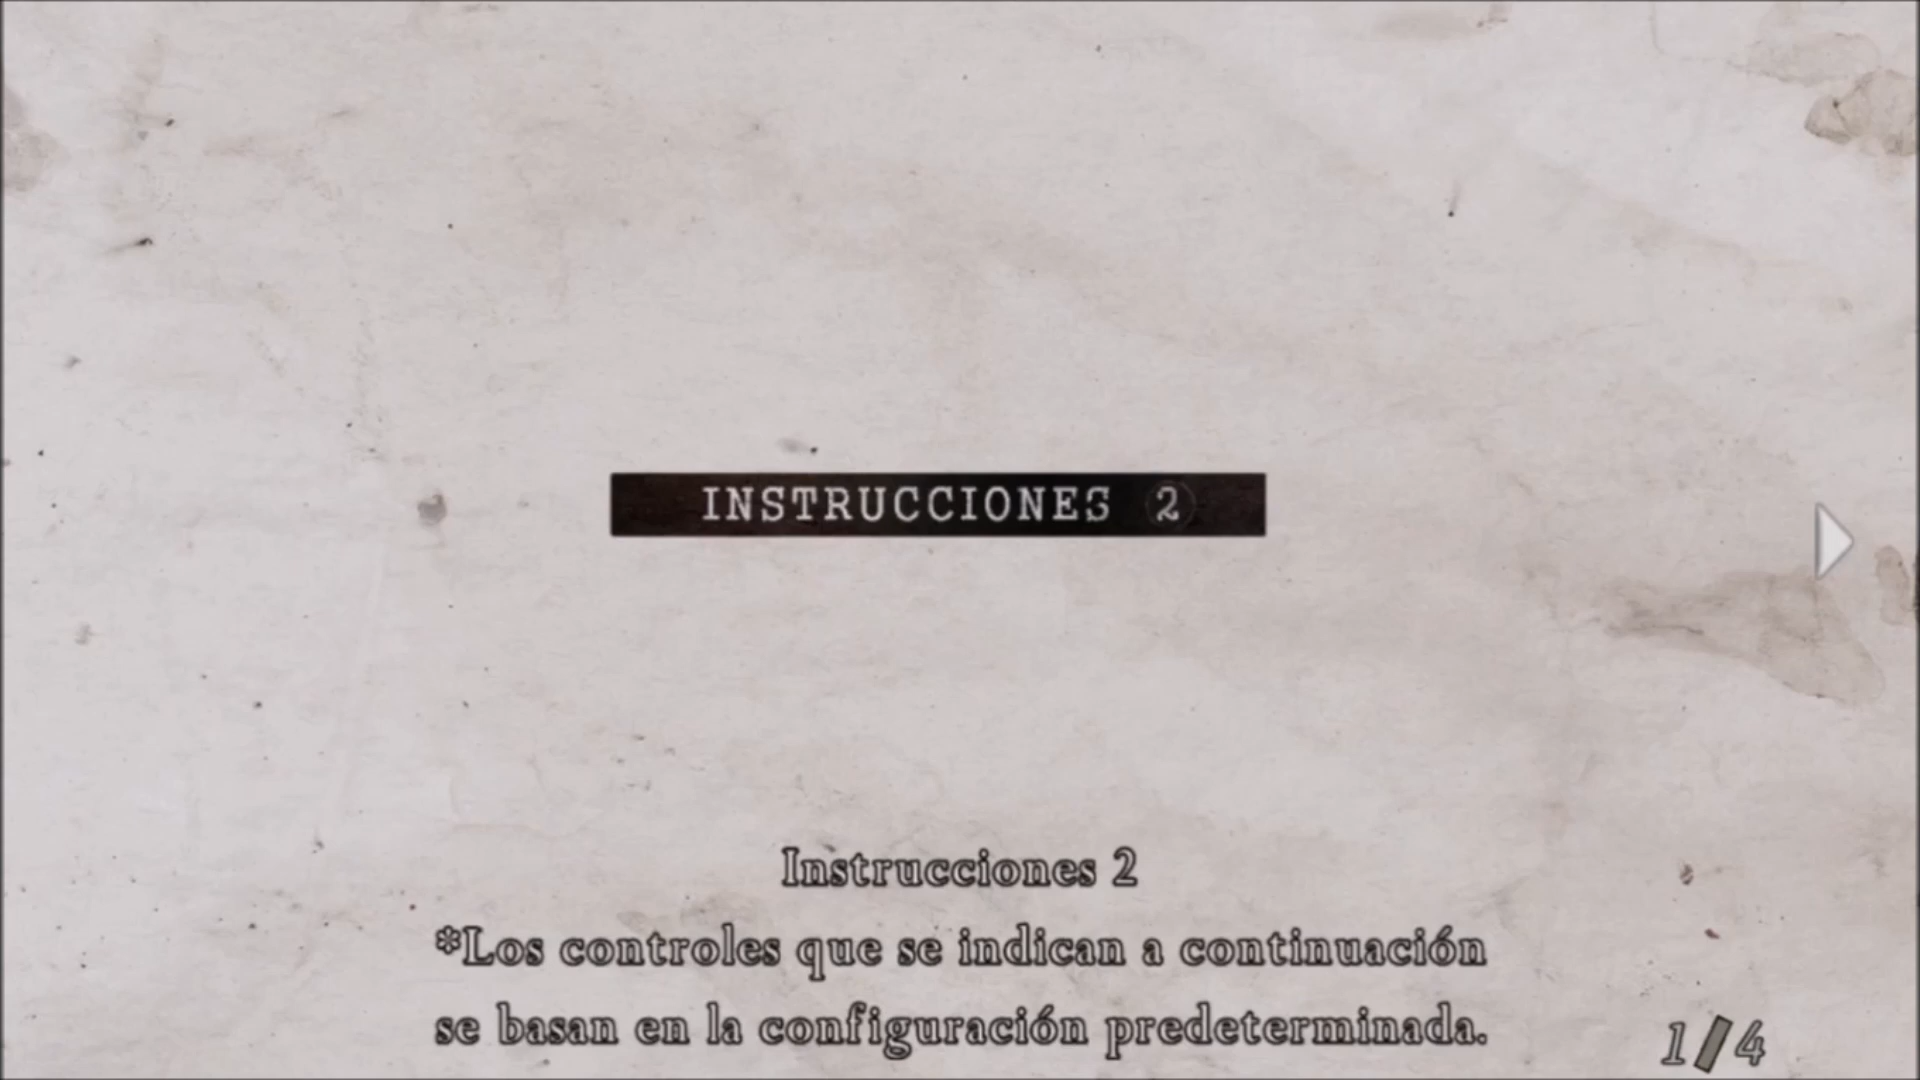 INSTRUCCIONES 2
Instrucciones 2
*Los controles que se indican a continuación
se basan en la configuración predeterminada.
1/4